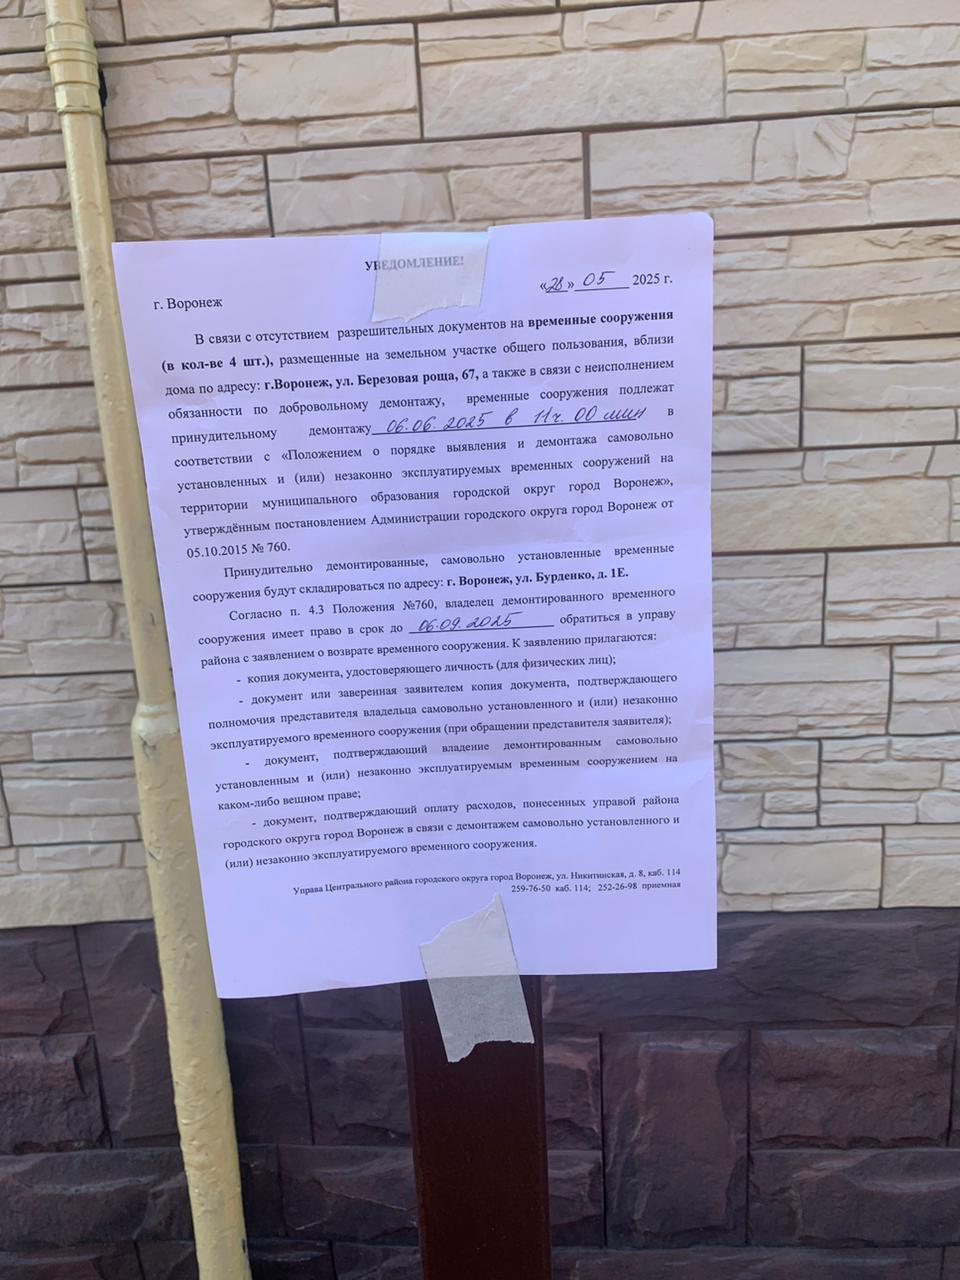 УВЕДОМЛЕНИЕ!
г. Воронеж «28» 05 2025 г.
В связи с отсутствием разрешительных документов на временные сооружения
(в кол-ве 4 шт.), размещенные на земельном участке общего пользования, вблизи
дома по адресу: г.Воронеж, ул. Березовая роща, 67, а также в связи с неисполнением
обязанности по добровольному демонтажу, временные сооружения подлежат
принудительному демонтажу 06.06.2025 в 11ч. 00 мин в
соответствии с «Положением о порядке выявления и демонтажа самовольно
установленных и (или) незаконно эксплуатируемых временных сооружений на
территории муниципального образования городской округ город Воронеж»,
утверждённым постановлением Администрации городского округа город Воронеж от
05.10.2015 № 760.
Принудительно демонтированные, самовольно установленные временные
сооружения будут складироваться по адресу: г. Воронеж, ул. Бурденко, д. 1Е.
Согласно п. 4.3 Положения №760, владелец демонтированного временного
сооружения имеет право в срок до 06.09.2025 обратиться в управу
района с заявлением о возврате временного сооружения. К заявлению прилагаются:
- копия документа, удостоверяющего личность (для физических лиц);
- документ или заверенная заявителем копия документа, подтверждающего
полномочия представителя владельца самовольно установленного и (или) незаконно
эксплуатируемого временного сооружения (при обращении представителя заявителя);
- документ, подтверждающий владение демонтированным самовольно
установленным и (или) незаконно эксплуатируемым временным сооружением на
каком-либо вещном праве;
- документ, подтверждающий оплату расходов, понесенных управой района
городского округа город Воронеж в связи с демонтажем самовольно установленного и
(или) незаконно эксплуатируемого временного сооружения.
Управа Центрального района городского округа город Воронеж, ул. Никитинская, д. 8, каб. 114
259-76-50 каб. 114; 252-26-98 приемная